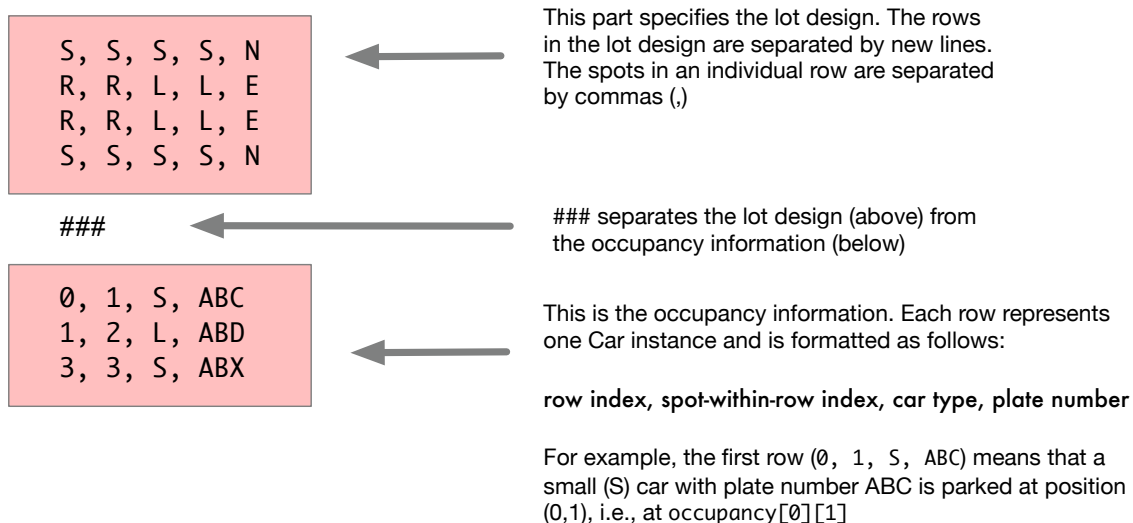 S, S, S, S, N
R, R, L, L, E
R, R, L, L, E
S, S, S, S, N
This part specifies the lot design. The rows
in the lot design are separated by new lines.
The spots in an individual row are separated
by commas (,)
###
### separates the lot design (above) from
the occupancy information (below)
0, 1, S, ABC
1, 2, L, ABD
3, 3, S, ABX
This is the occupancy information. Each row represents
one Car instance and is formatted as follows:
row index, spot-within-row index, car type, plate number
For example, the first row (0, 1, S, ABC) means that a
small (S) car with plate number ABC is parked at position
(0,1), i.e., at occupancy[0][1]